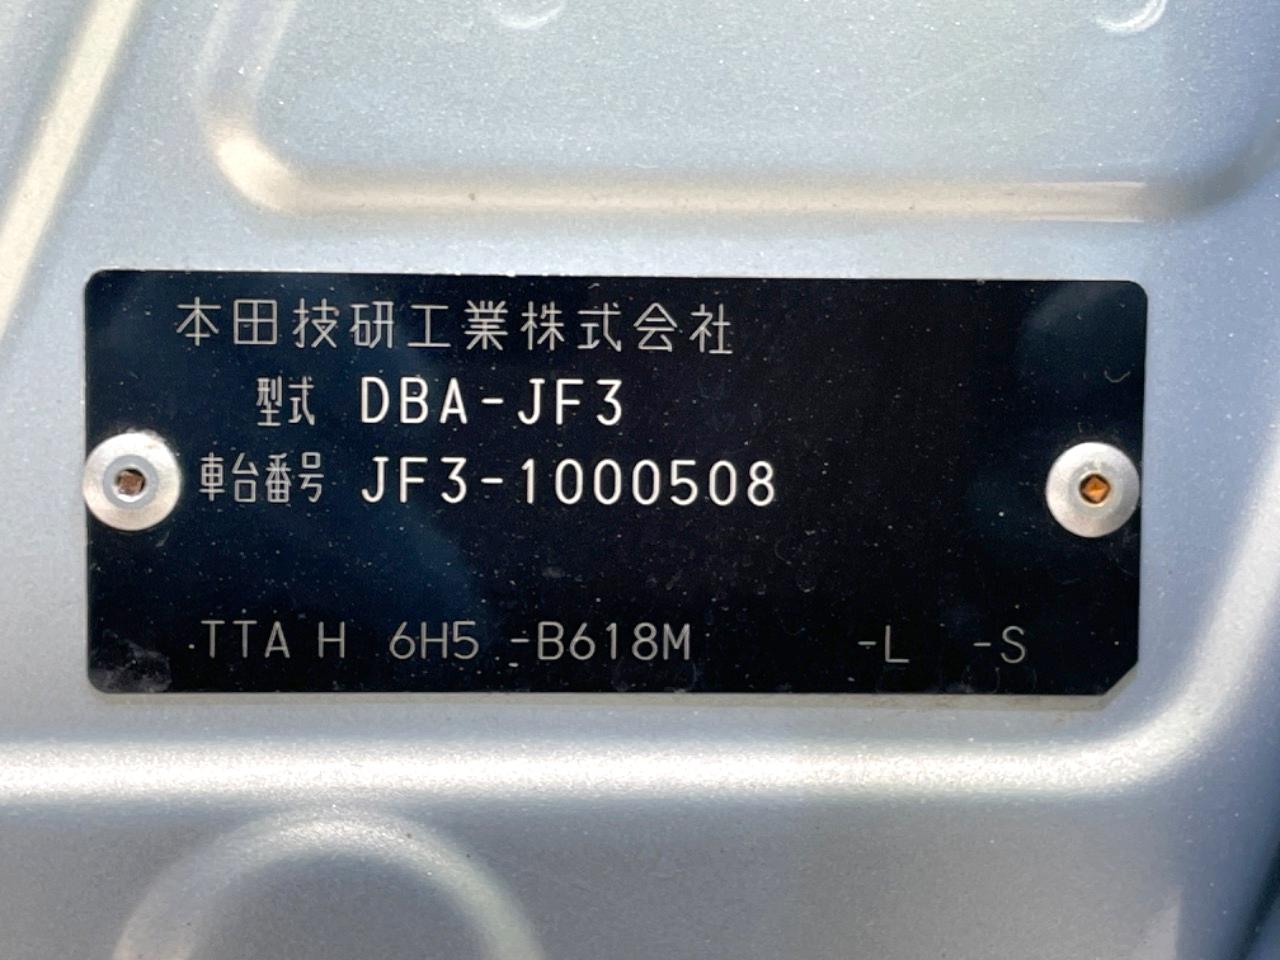 本田技研工業株式会社
型式 DBA-JF3
車台番号 JF3-1000508
TTA H 6H5 -B618M -L -S